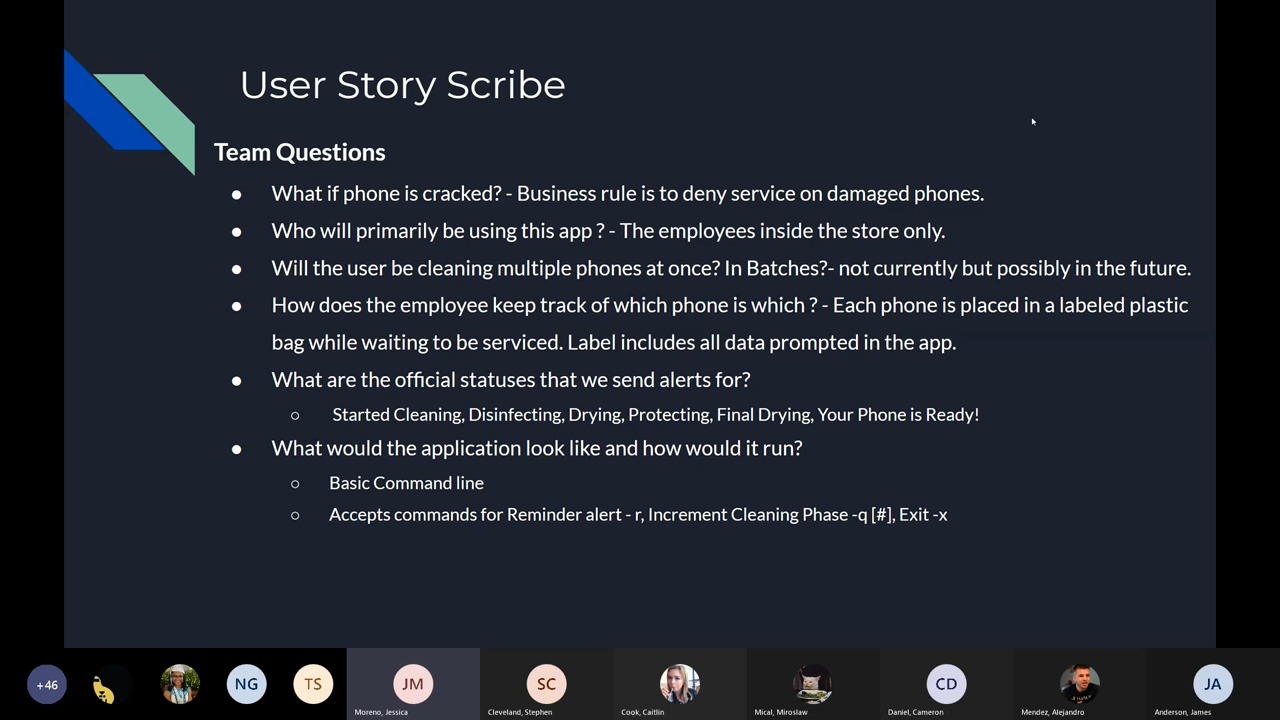 User Story Scribe
Team Questions
● What if phone is cracked? - Business rule is to deny service on damaged phones.
● Who will primarily be using this app ? - The employees inside the store only.
● Will the user be cleaning multiple phones at once? In Batches?- not currently but possibly in the future.
● How does the employee keep track of which phone is which ? - Each phone is placed in a labeled plastic
bag while waiting to be serviced. Label includes all data prompted in the app.
● What are the official statuses that we send alerts for?
○ Started Cleaning, Disinfecting, Drying, Protecting, Final Drying, Your Phone is Ready!
● What would the application look like and how would it run?
○ Basic Command line
○ Accepts commands for Reminder alert - r, Increment Cleaning Phase -q [#], Exit -x
+46 NG TS JM SC CD JA
Moreno, Jessica Cleveland, Stephen Cook, Caitlin Mical, Miroslaw Daniel, Cameron Mendez, Alejandro Anderson, James